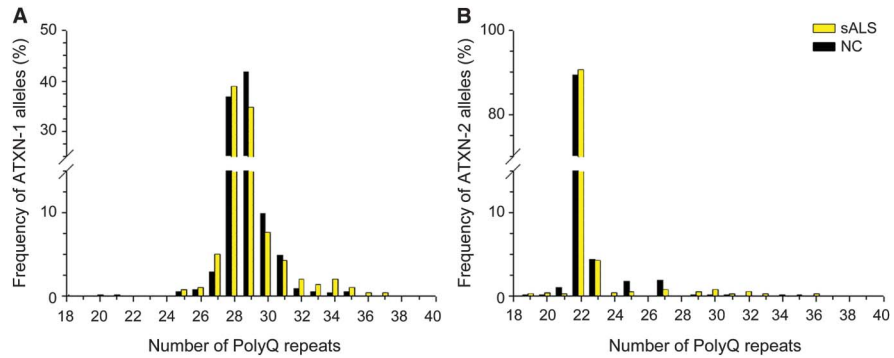 A
B
sALS
NC
Frequency of ATXN-1 alleles (%)
50
40
30
10
0
18 20 22 24 26 28 30 32 34 36 38 40
Number of PolyQ repeats
Frequency of ATXN-2 alleles (%)
100
80
10
0
18 20 22 24 26 28 30 32 34 36 38 40
Number of PolyQ repeats